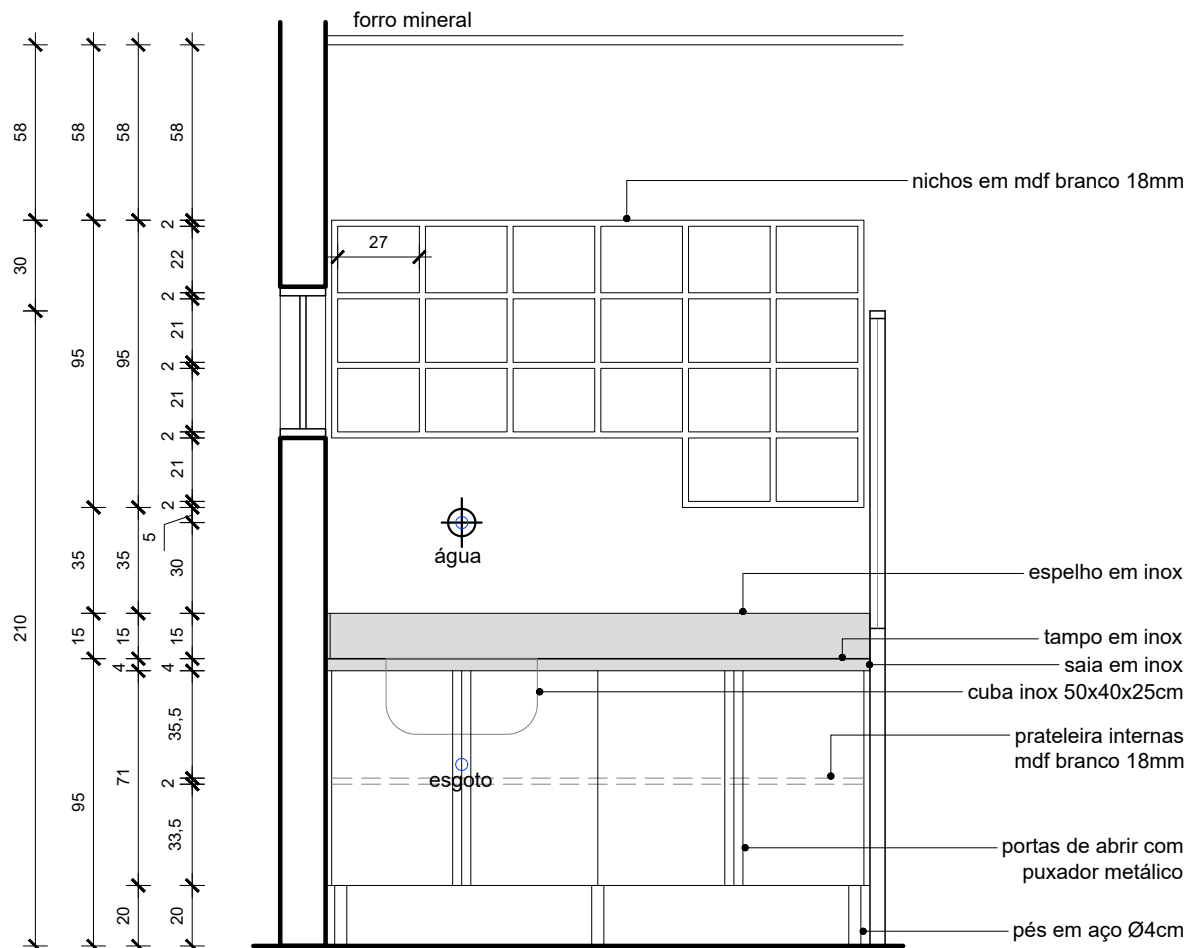 forro mineral
58
58
58
58
nichos em mdf branco 18mm
2
27
22
30
2
21
95
95
2
21
2
21
2
5
água
35
35
30
espelho em inox
210
15
15
15
tampo em inox
4
4
saia em inox
cuba inox 50x40x25cm
35,5
prateleira internas
mdf branco 18mm
71
2
esgoto
95
33,5
portas de abrir com
puxador metálico
20
20
pés em aço Ø4cm